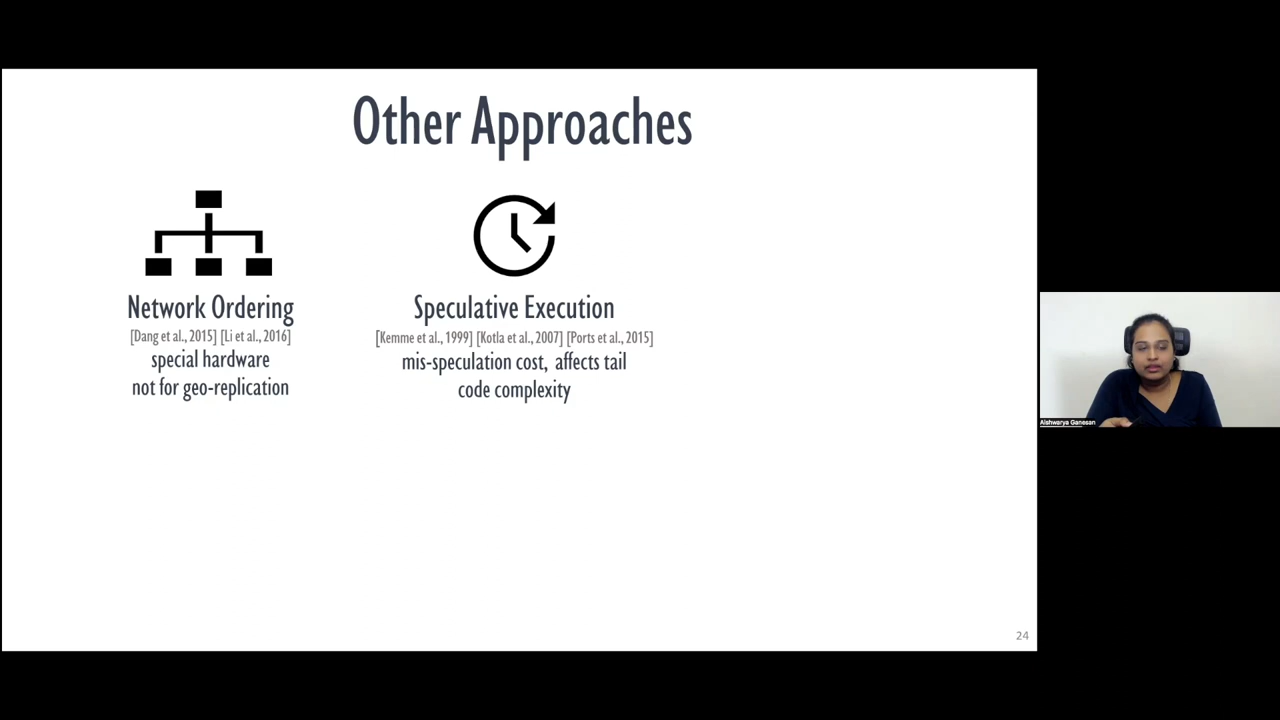 Other Approaches
Network Ordering
[Dang et al., 2015] [Li et al., 2016]
special hardware
not for geo-replication
Speculative Execution
[Kemme et al., 1999] [Kotla et al., 2007] [Ports et al., 2015]
mis-speculation cost, affects tail
code complexity
Aishwarya Ganesan
24